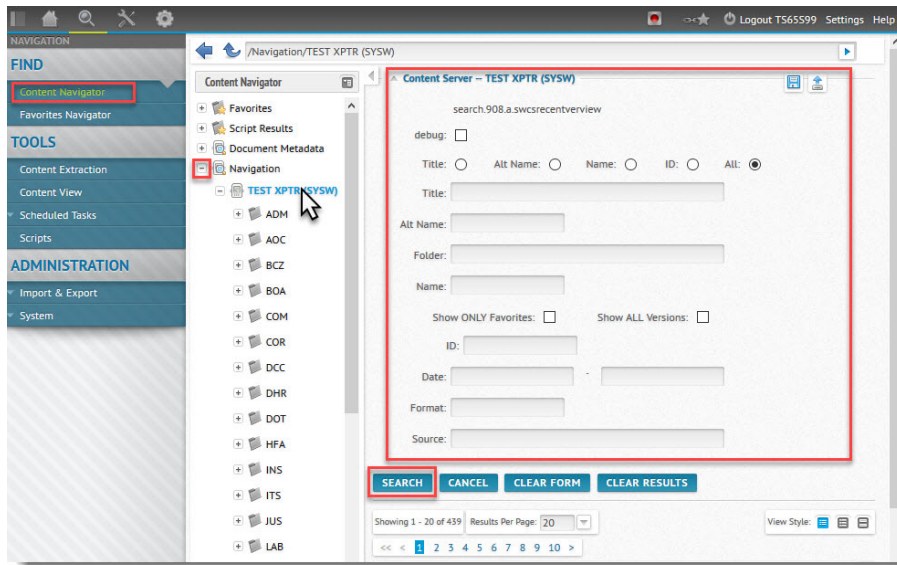 Logout TS65S99 Settings Help
NAVIGATION
FIND
Content Navigator
Favorites Navigator
TOOLS
Content Extraction
Content View
Scheduled Tasks
Scripts
ADMINISTRATION
Import & Export
System
/Navigation/TEST XPTR (SYSW)
Content Navigator
Favorites
Script Results
Document Metadata
Navigation
TEST XPTR (SYSW)
ADM
AOC
BCZ
BOA
COM
COR
DCC
DHR
DOT
HFA
INS
ITS
JUS
LAB
Content Server -- TEST XPTR (SYSW)
search.908.a.swcsrecentverview
debug:
Title: Alt Name: Name: ID: All:
Title:
Alt Name:
Folder:
Name:
Show ONLY Favorites: Show ALL Versions:
ID:
Date: -
Format:
Source:
SEARCH CANCEL CLEAR FORM CLEAR RESULTS
Showing 1 - 20 of 439 Results Per Page: 20 View Style:
<< < 1 2 3 4 5 6 7 8 9 10 >